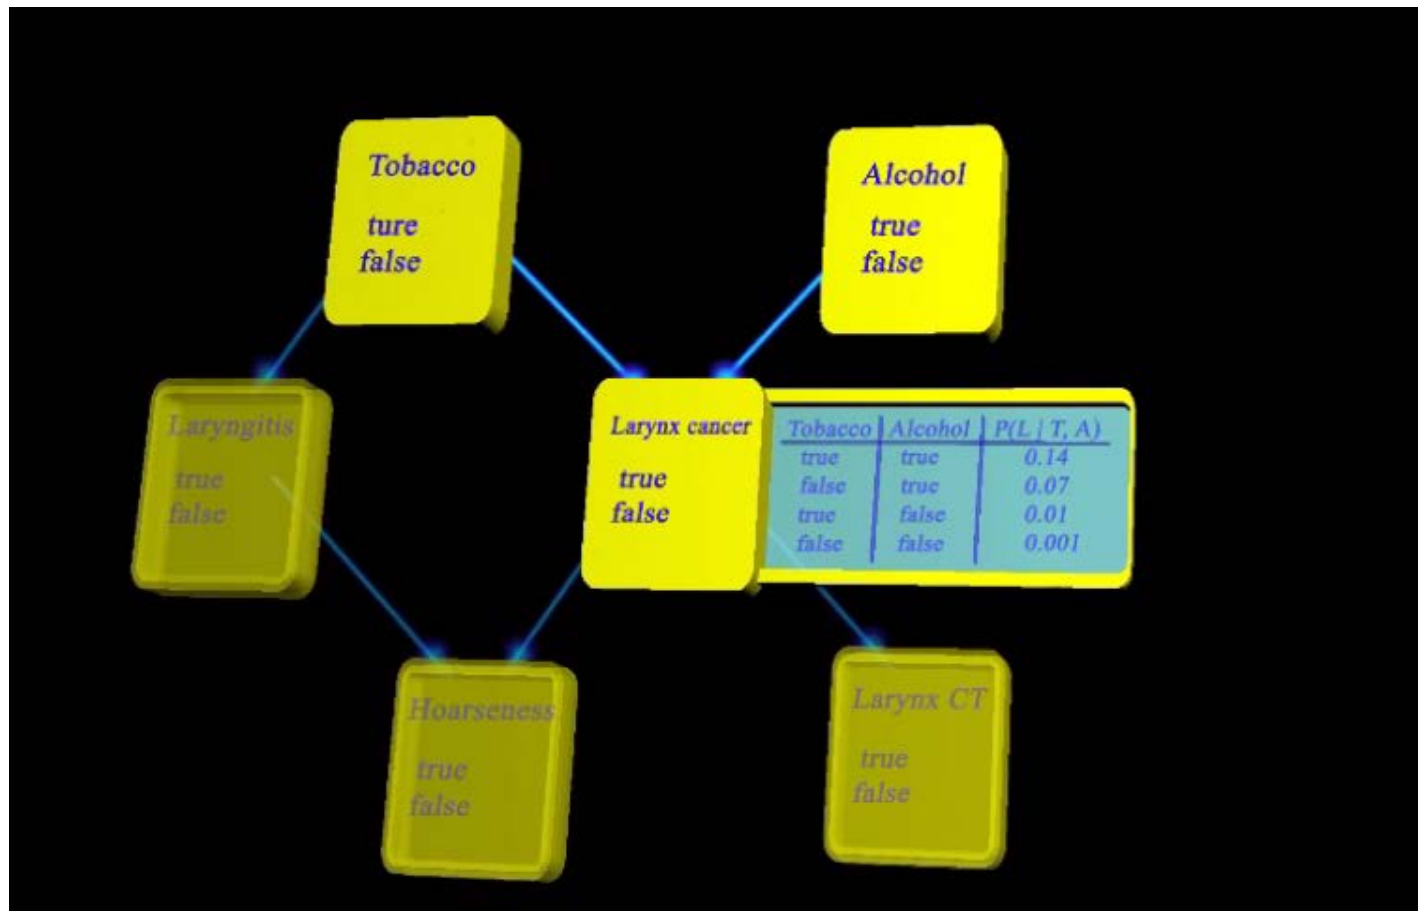 Tobacco
ture
false
Alcohol
true
false
Laryngitis
true
false
Larynx cancer
true
false
Tobacco Alcohol P(L | T, A)
true true 0.14
false true 0.07
true false 0.01
false false 0.001
Hoarseness
true
false
Larynx CT
true
false